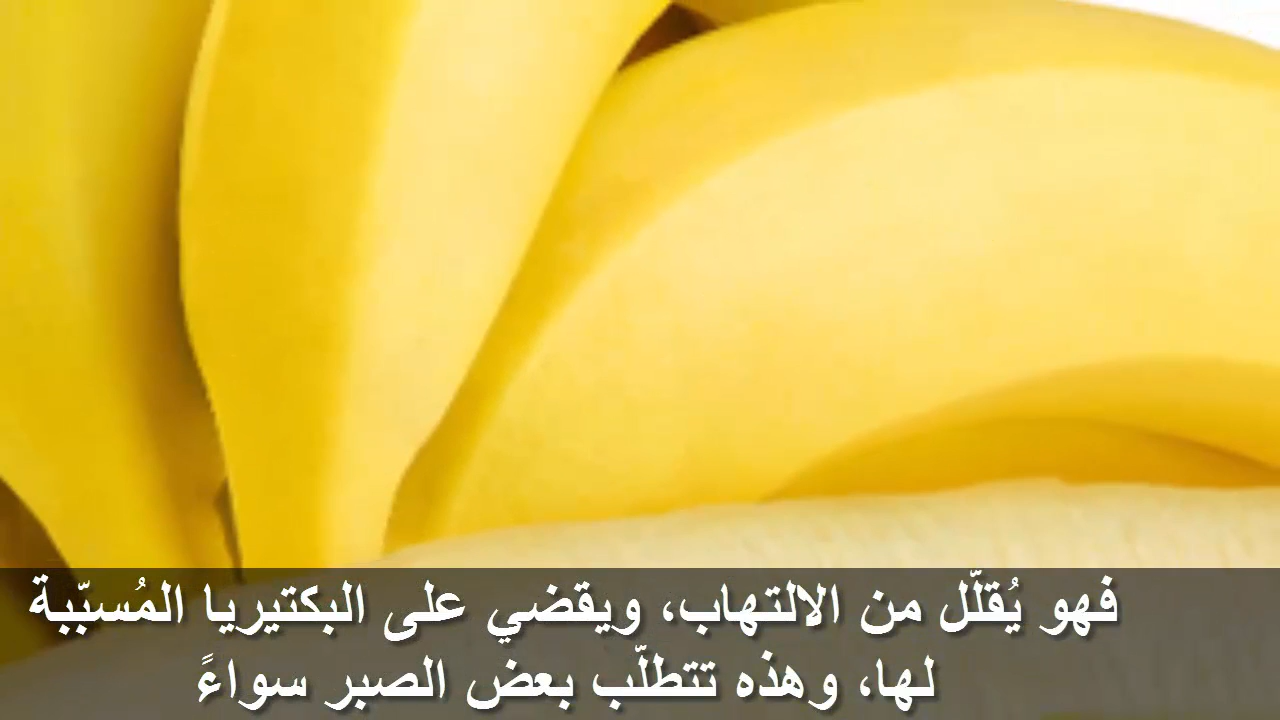 فهو يُقلّل من الالتهاب، ويقضي على البكتيريا المُسبّبة
لها، وهذه تتطلّب بعض الصبر سواءً